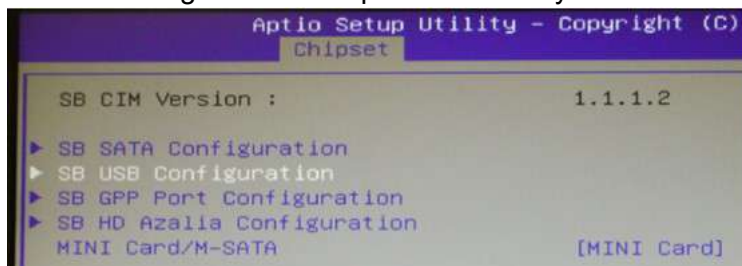 Aptio Setup Utility - Copyright (C)
Chipset
SB CIM Version : 1.1.1.2
▶ SB SATA Configuration
▶ SB USB Configuration
▶ SB GPP Port Configuration
▶ SB HD Azalia Configuration
MINI Card/M-SATA [MINI Card]